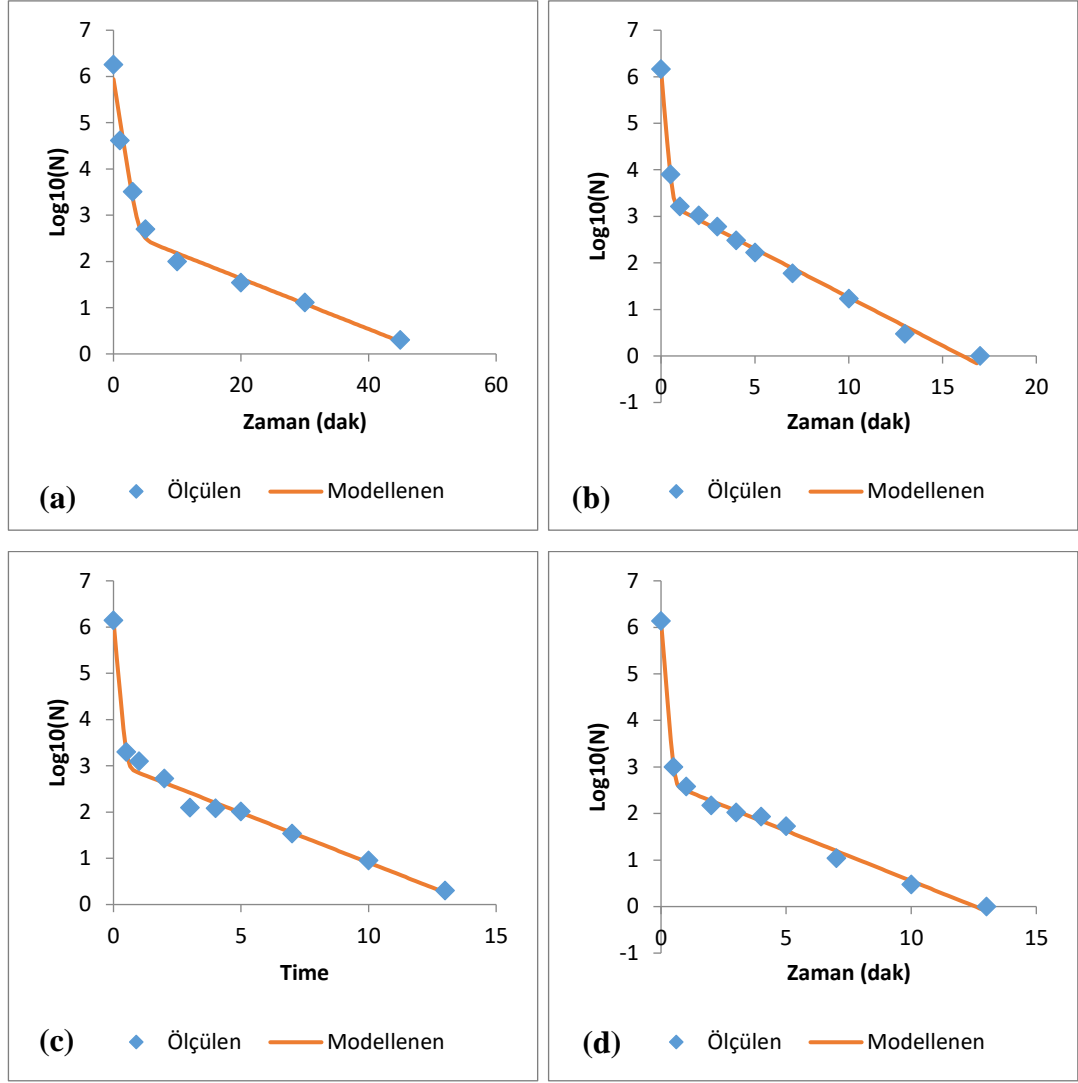 7
6
5
4
3
2
1
0
Log10(N)
0 20 40 60
Zaman (dak)
(a) Ölçülen Modellenen
7
6
5
4
3
2
1
0
-1
Log10(N)
0 5 10 15 20
Zaman (dak)
(b) Ölçülen Modellenen
7
6
5
4
3
2
1
0
Log10(N)
0 5 10 15
Time
(c) Ölçülen Modellenen
7
6
5
4
3
2
1
0
-1
Log10(N)
0 5 10 15
Zaman (dak)
(d) Ölçülen Modellenen